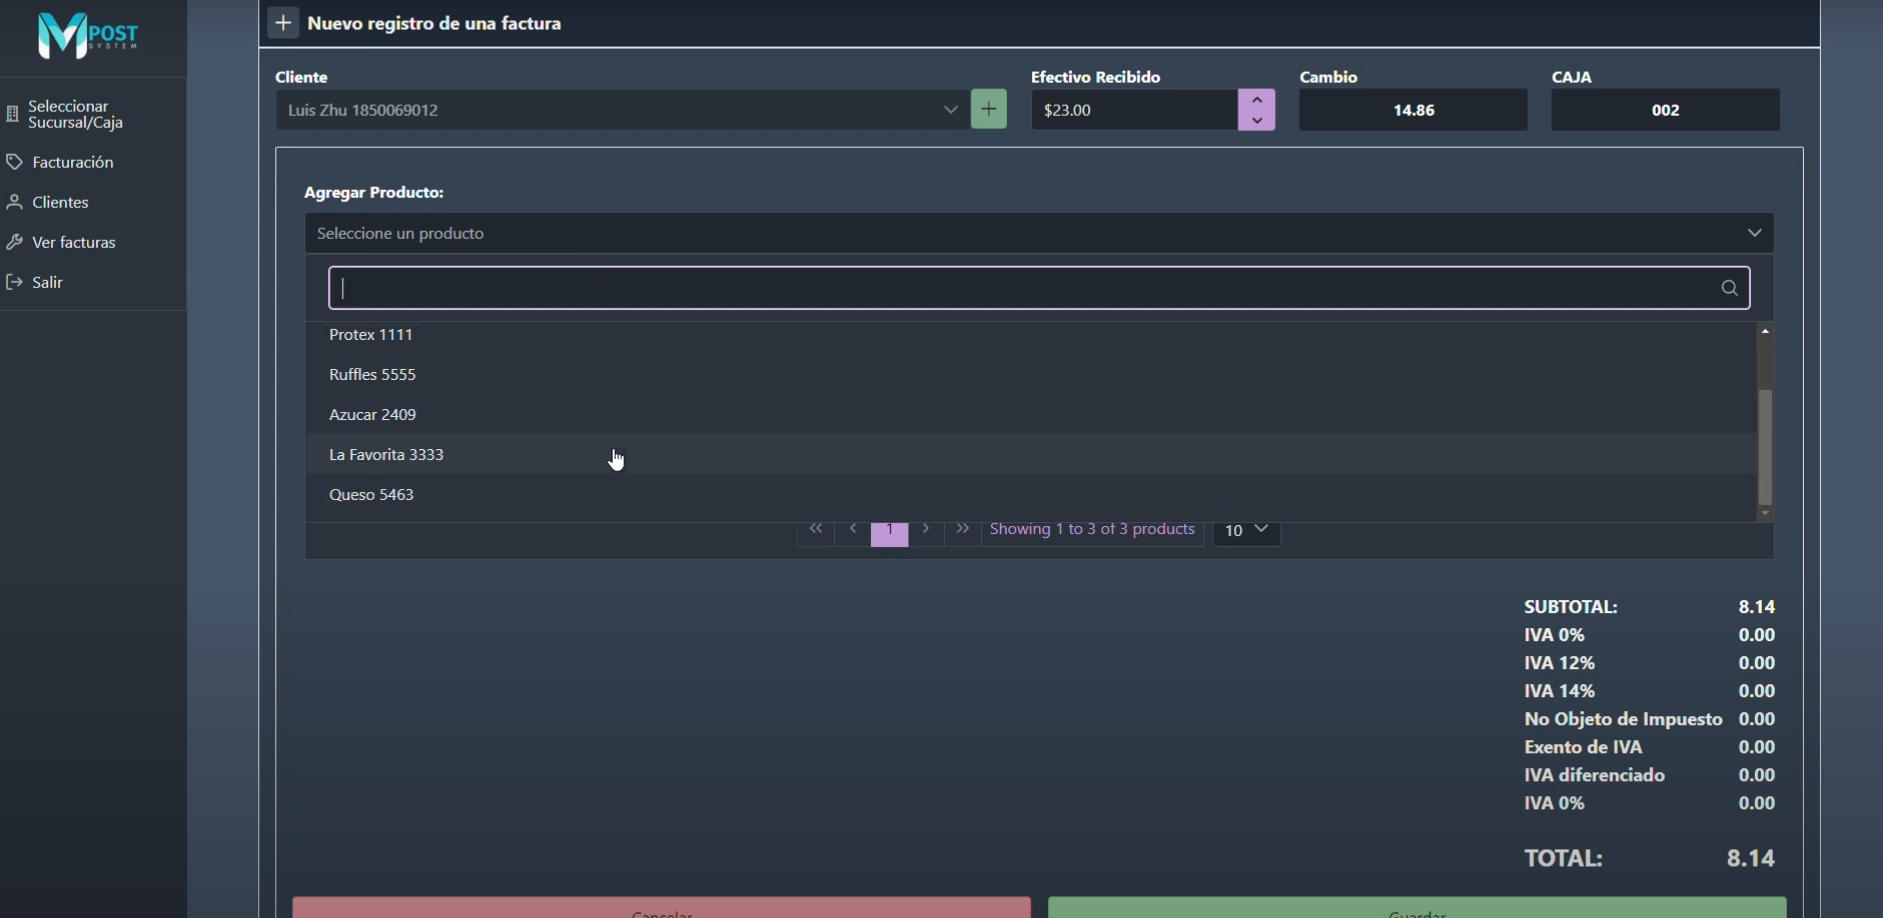 MPOST
SYSTEM
Seleccionar
Sucursal/Caja
Facturación
Clientes
Ver facturas
Salir
Nuevo registro de una factura
Cliente
Luis Zhu 1850069012
Efectivo Recibido
$23.00
Cambio
14.86
CAJA
002
Agregar Producto:
Seleccione un producto
Protex 1111
Ruffles 5555
Azucar 2409
La Favorita 3333
Queso 5463
1 Showing 1 to 3 of 3 products 10
SUBTOTAL: 8.14
IVA 0% 0.00
IVA 12% 0.00
IVA 14% 0.00
No Objeto de Impuesto 0.00
Exento de IVA 0.00
IVA diferenciado 0.00
IVA 0% 0.00
TOTAL: 8.14
Cancelar Guardar